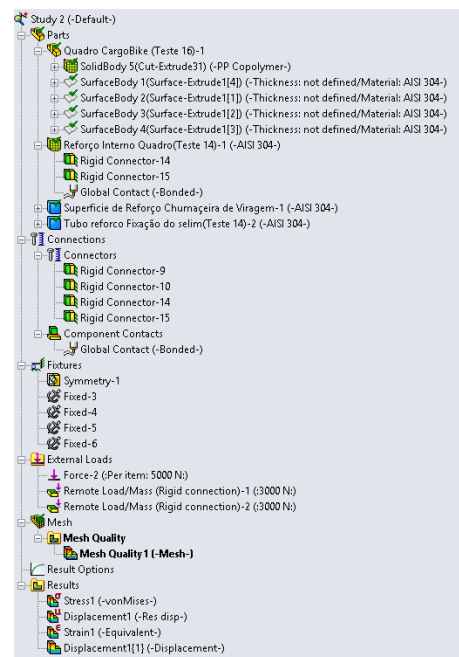 Study 2 (-Default-)
Parts
Quadro CargoBike (Teste 16)-1
SolidBody 5(Cut-Extrude31) (-PP Copolymer-)
SurfaceBody 1(Surface-Extrude1[4]) (-Thickness: not defined/Material: AISI 304-)
SurfaceBody 2(Surface-Extrude1[1]) (-Thickness: not defined/Material: AISI 304-)
SurfaceBody 3(Surface-Extrude1[2]) (-Thickness: not defined/Material: AISI 304-)
SurfaceBody 4(Surface-Extrude1[3]) (-Thickness: not defined/Material: AISI 304-)
Reforço Interno Quadro(Teste 14)-1 (-AISI 304-)
Rigid Connector-14
Rigid Connector-15
Global Contact (-Bonded-)
Superficie de Reforço Chumaçeira de Viragem-1 (-AISI 304-)
Tubo reforco Fixação do selim(Teste 14)-2 (-AISI 304-)
Connections
Connectors
Rigid Connector-9
Rigid Connector-10
Rigid Connector-14
Rigid Connector-15
Component Contacts
Global Contact (-Bonded-)
Fixtures
Symmetry-1
Fixed-3
Fixed-4
Fixed-5
Fixed-6
External Loads
Force-2 (:Per item: 5000 N:)
Remote Load/Mass (Rigid connection)-1 (:3000 N:)
Remote Load/Mass (Rigid connection)-2 (:3000 N:)
Mesh
Mesh Quality
Mesh Quality1 (-Mesh-)
Result Options
Results
Stress1 (-vonMises-)
Displacement1 (-Res disp-)
Strain1 (-Equivalent-)
Displacement1{1} (-Displacement-)